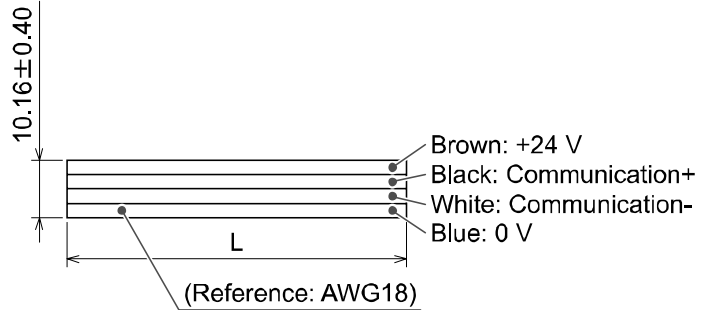 10.16±0.40
Brown: +24 V
Black: Communication+
White: Communication-
Blue: 0 V
L
(Reference: AWG18)